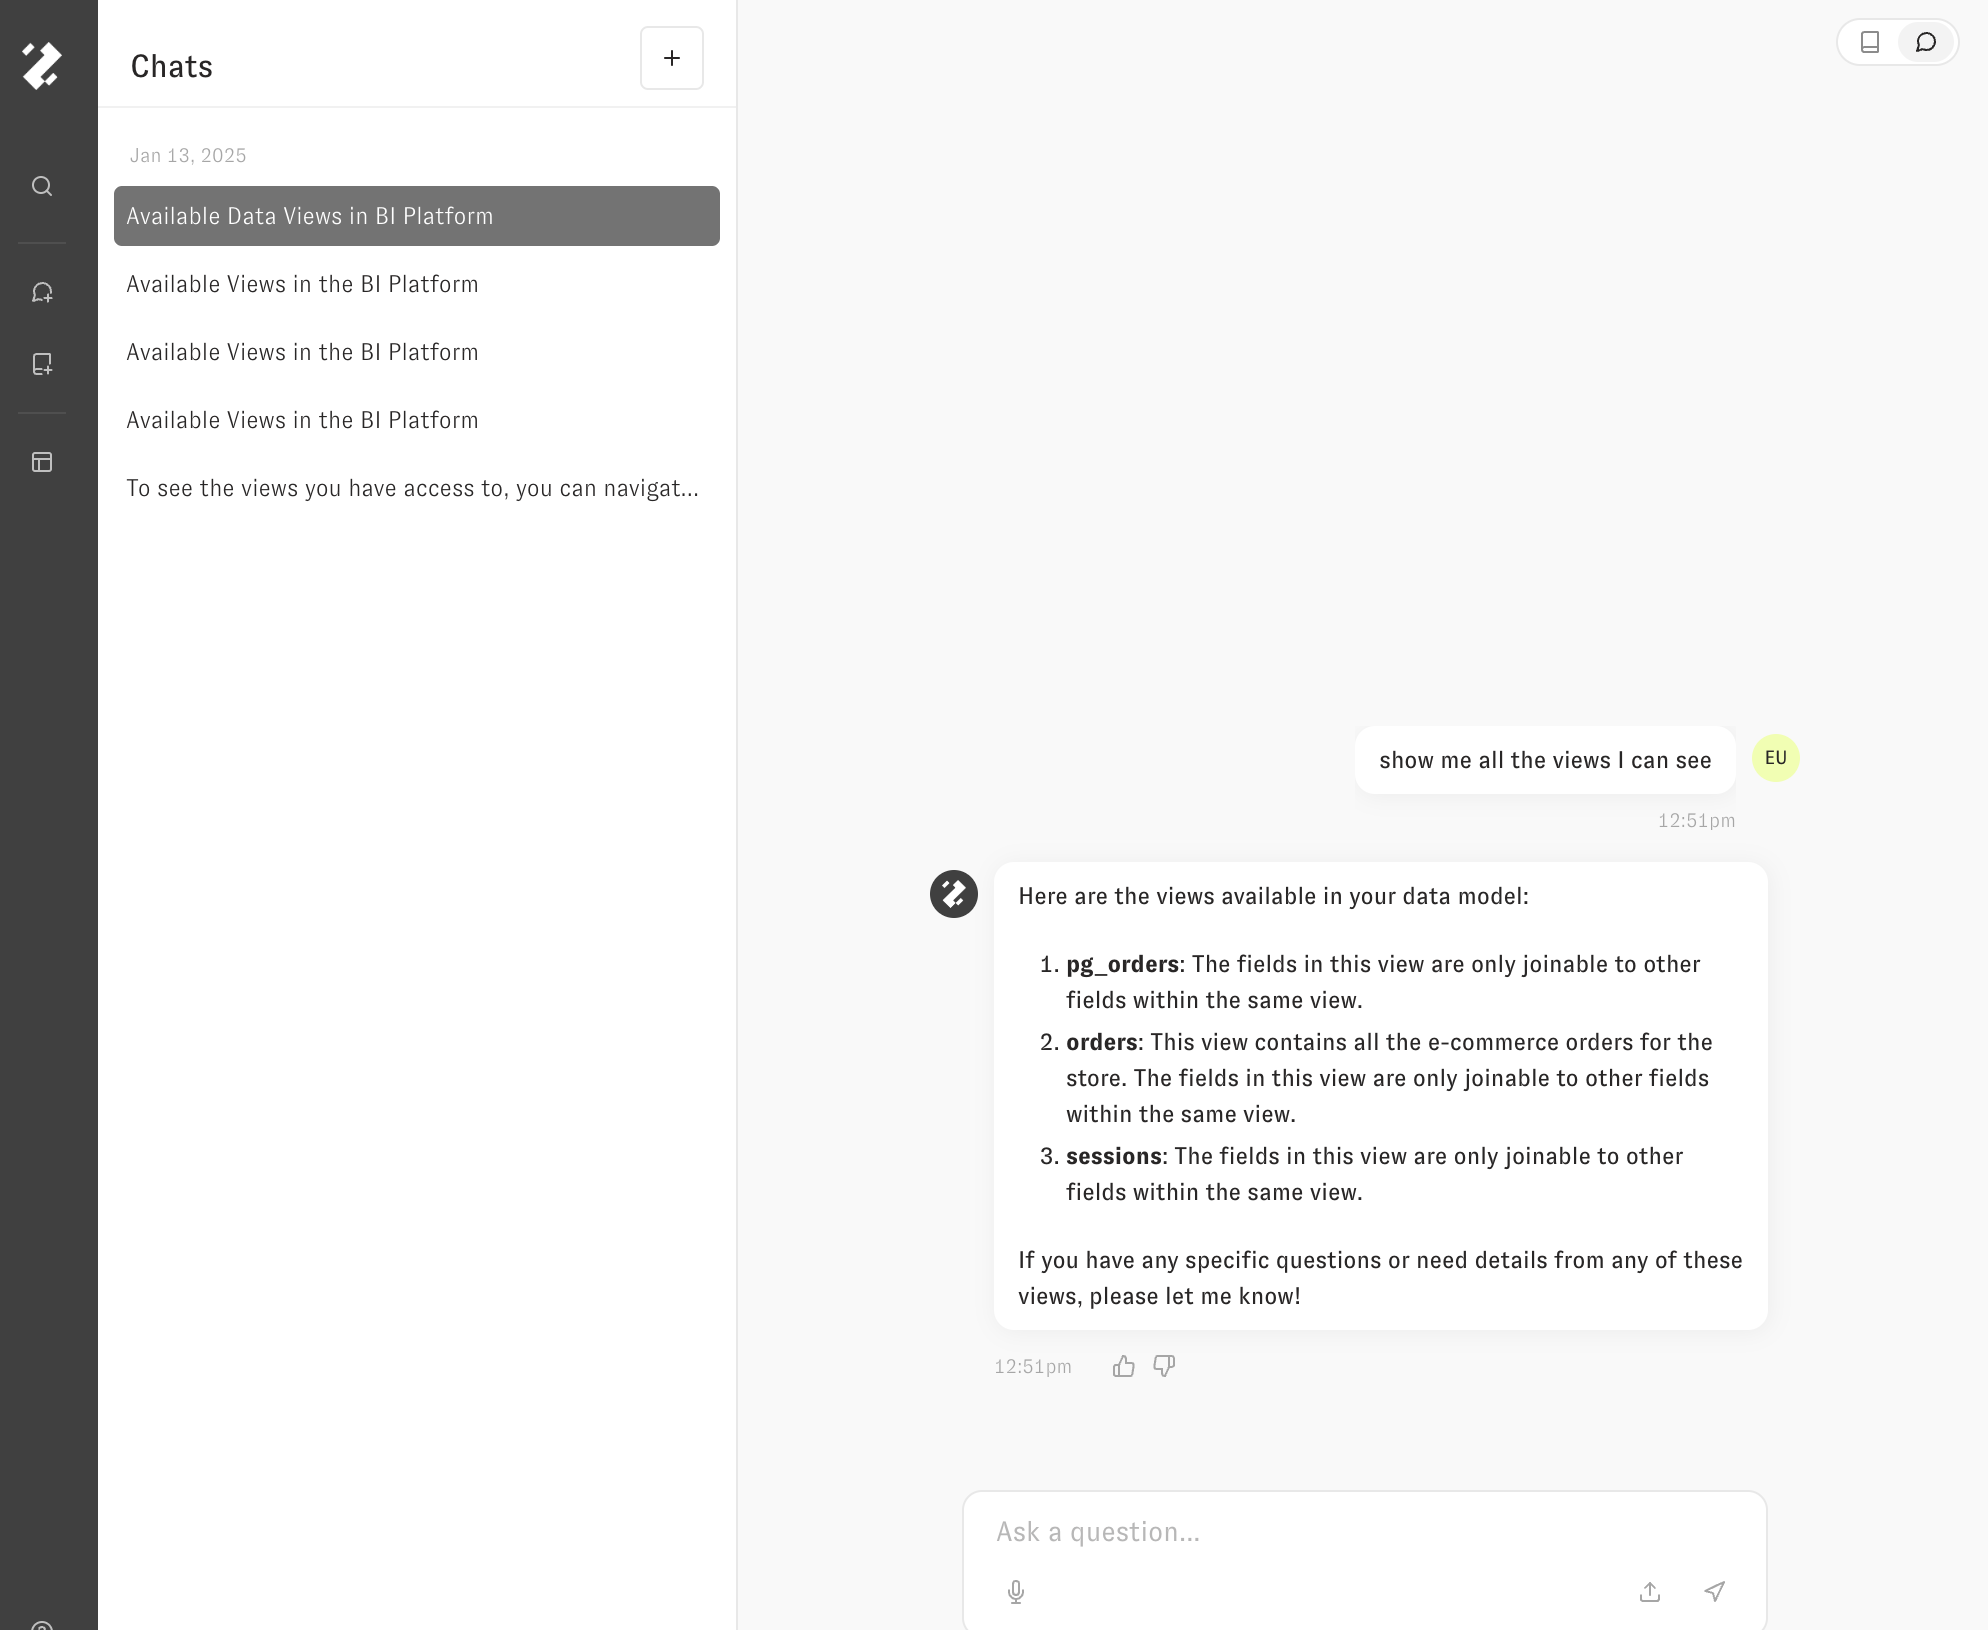 Chats
+
Jan 13, 2025
Available Data Views in BI Platform
Available Views in the BI Platform
Available Views in the BI Platform
Available Views in the BI Platform
To see the views you have access to, you can navigat...
show me all the views I can see
EU
12:51pm
Here are the views available in your data model:
1. pg_orders: The fields in this view are only joinable to other
fields within the same view.
2. orders: This view contains all the e-commerce orders for the
store. The fields in this view are only joinable to other fields
within the same view.
3. sessions: The fields in this view are only joinable to other
fields within the same view.
If you have any specific questions or need details from any of these
views, please let me know!
12:51pm
Ask a question...